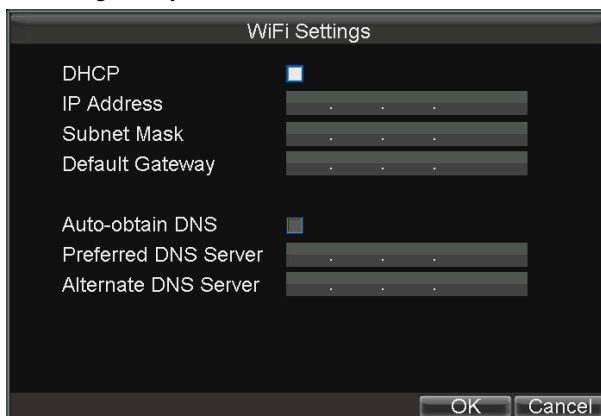 WiFi Settings
DHCP
IP Address . . .
Subnet Mask . . .
Default Gateway . . .
Auto-obtain DNS
Preferred DNS Server . . .
Alternate DNS Server . . .
OK Cancel